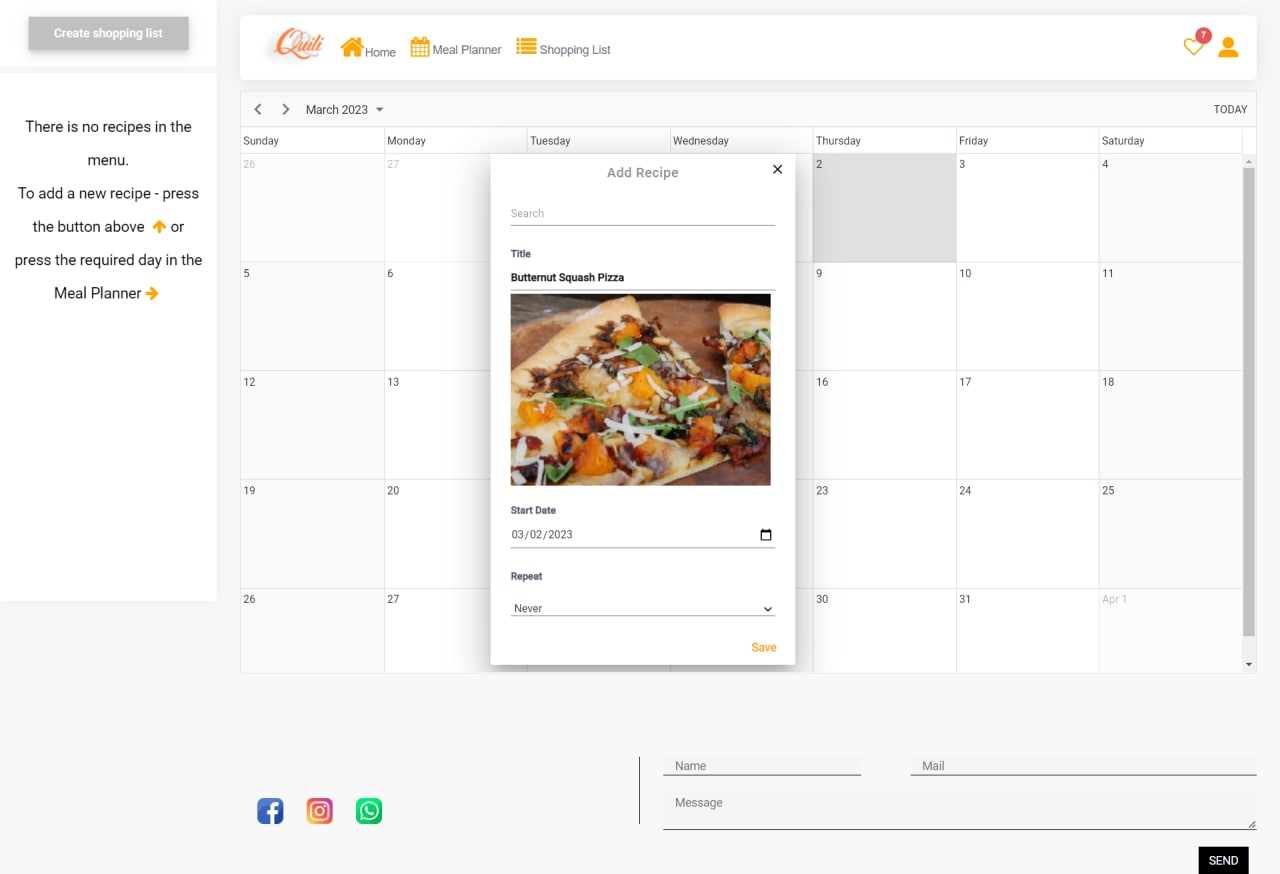 Create shopping list
There is no recipes in the
menu.
To add a new recipe - press
the button above or
press the required day in the
Meal Planner
Quili
Home
Meal Planner
Shopping List
7
March 2023
TODAY
Sunday Monday Tuesday Wednesday Thursday Friday Saturday
26 27 2 3 4
5 6 9 10 11
12 13 16 17 18
19 20 23 24 25
26 27 30 31 Apr 1
Add Recipe
Search
Title
Butternut Squash Pizza
Start Date
03/02/2023
Repeat
Never
Save
Name
Mail
Message
SEND